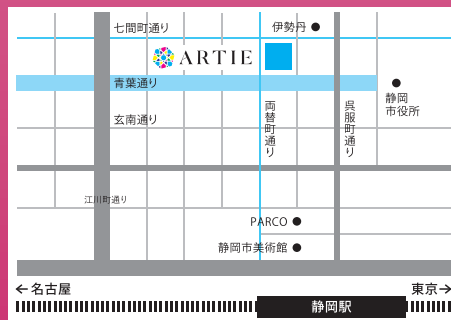 七間町通り
伊勢丹
ARTIE
青葉通り
静岡
市役所
玄南通り
両替町通り
呉服町通り
江川町通り
PARCO
静岡市美術館
←名古屋
東京→
静岡駅